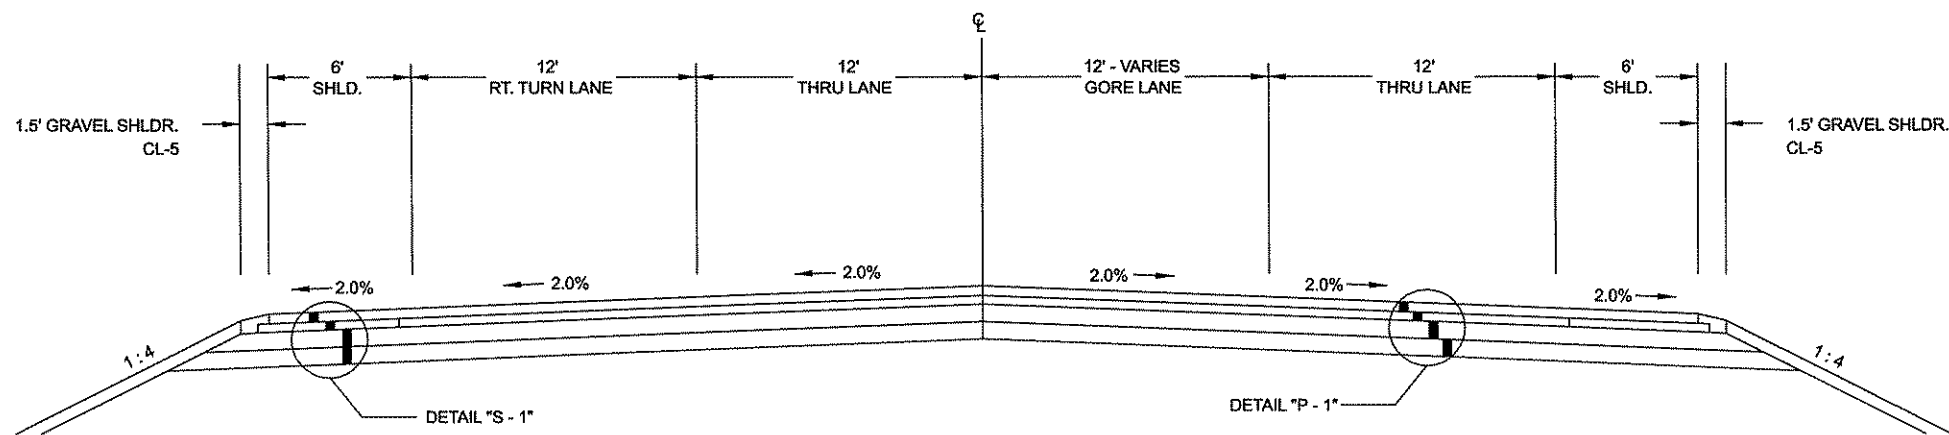 ℄
6'
SHLD.
12'
RT. TURN LANE
12'
THRU LANE
12' - VARIES
GORE LANE
12'
THRU LANE
6'
SHLD.
1.5' GRAVEL SHLDR.
CL-5
1.5' GRAVEL SHLDR.
CL-5
2.0%
2.0%
2.0%
2.0%
2.0%
2.0%
1 : 4
1 : 4
DETAIL "S - 1"
DETAIL "P - 1"